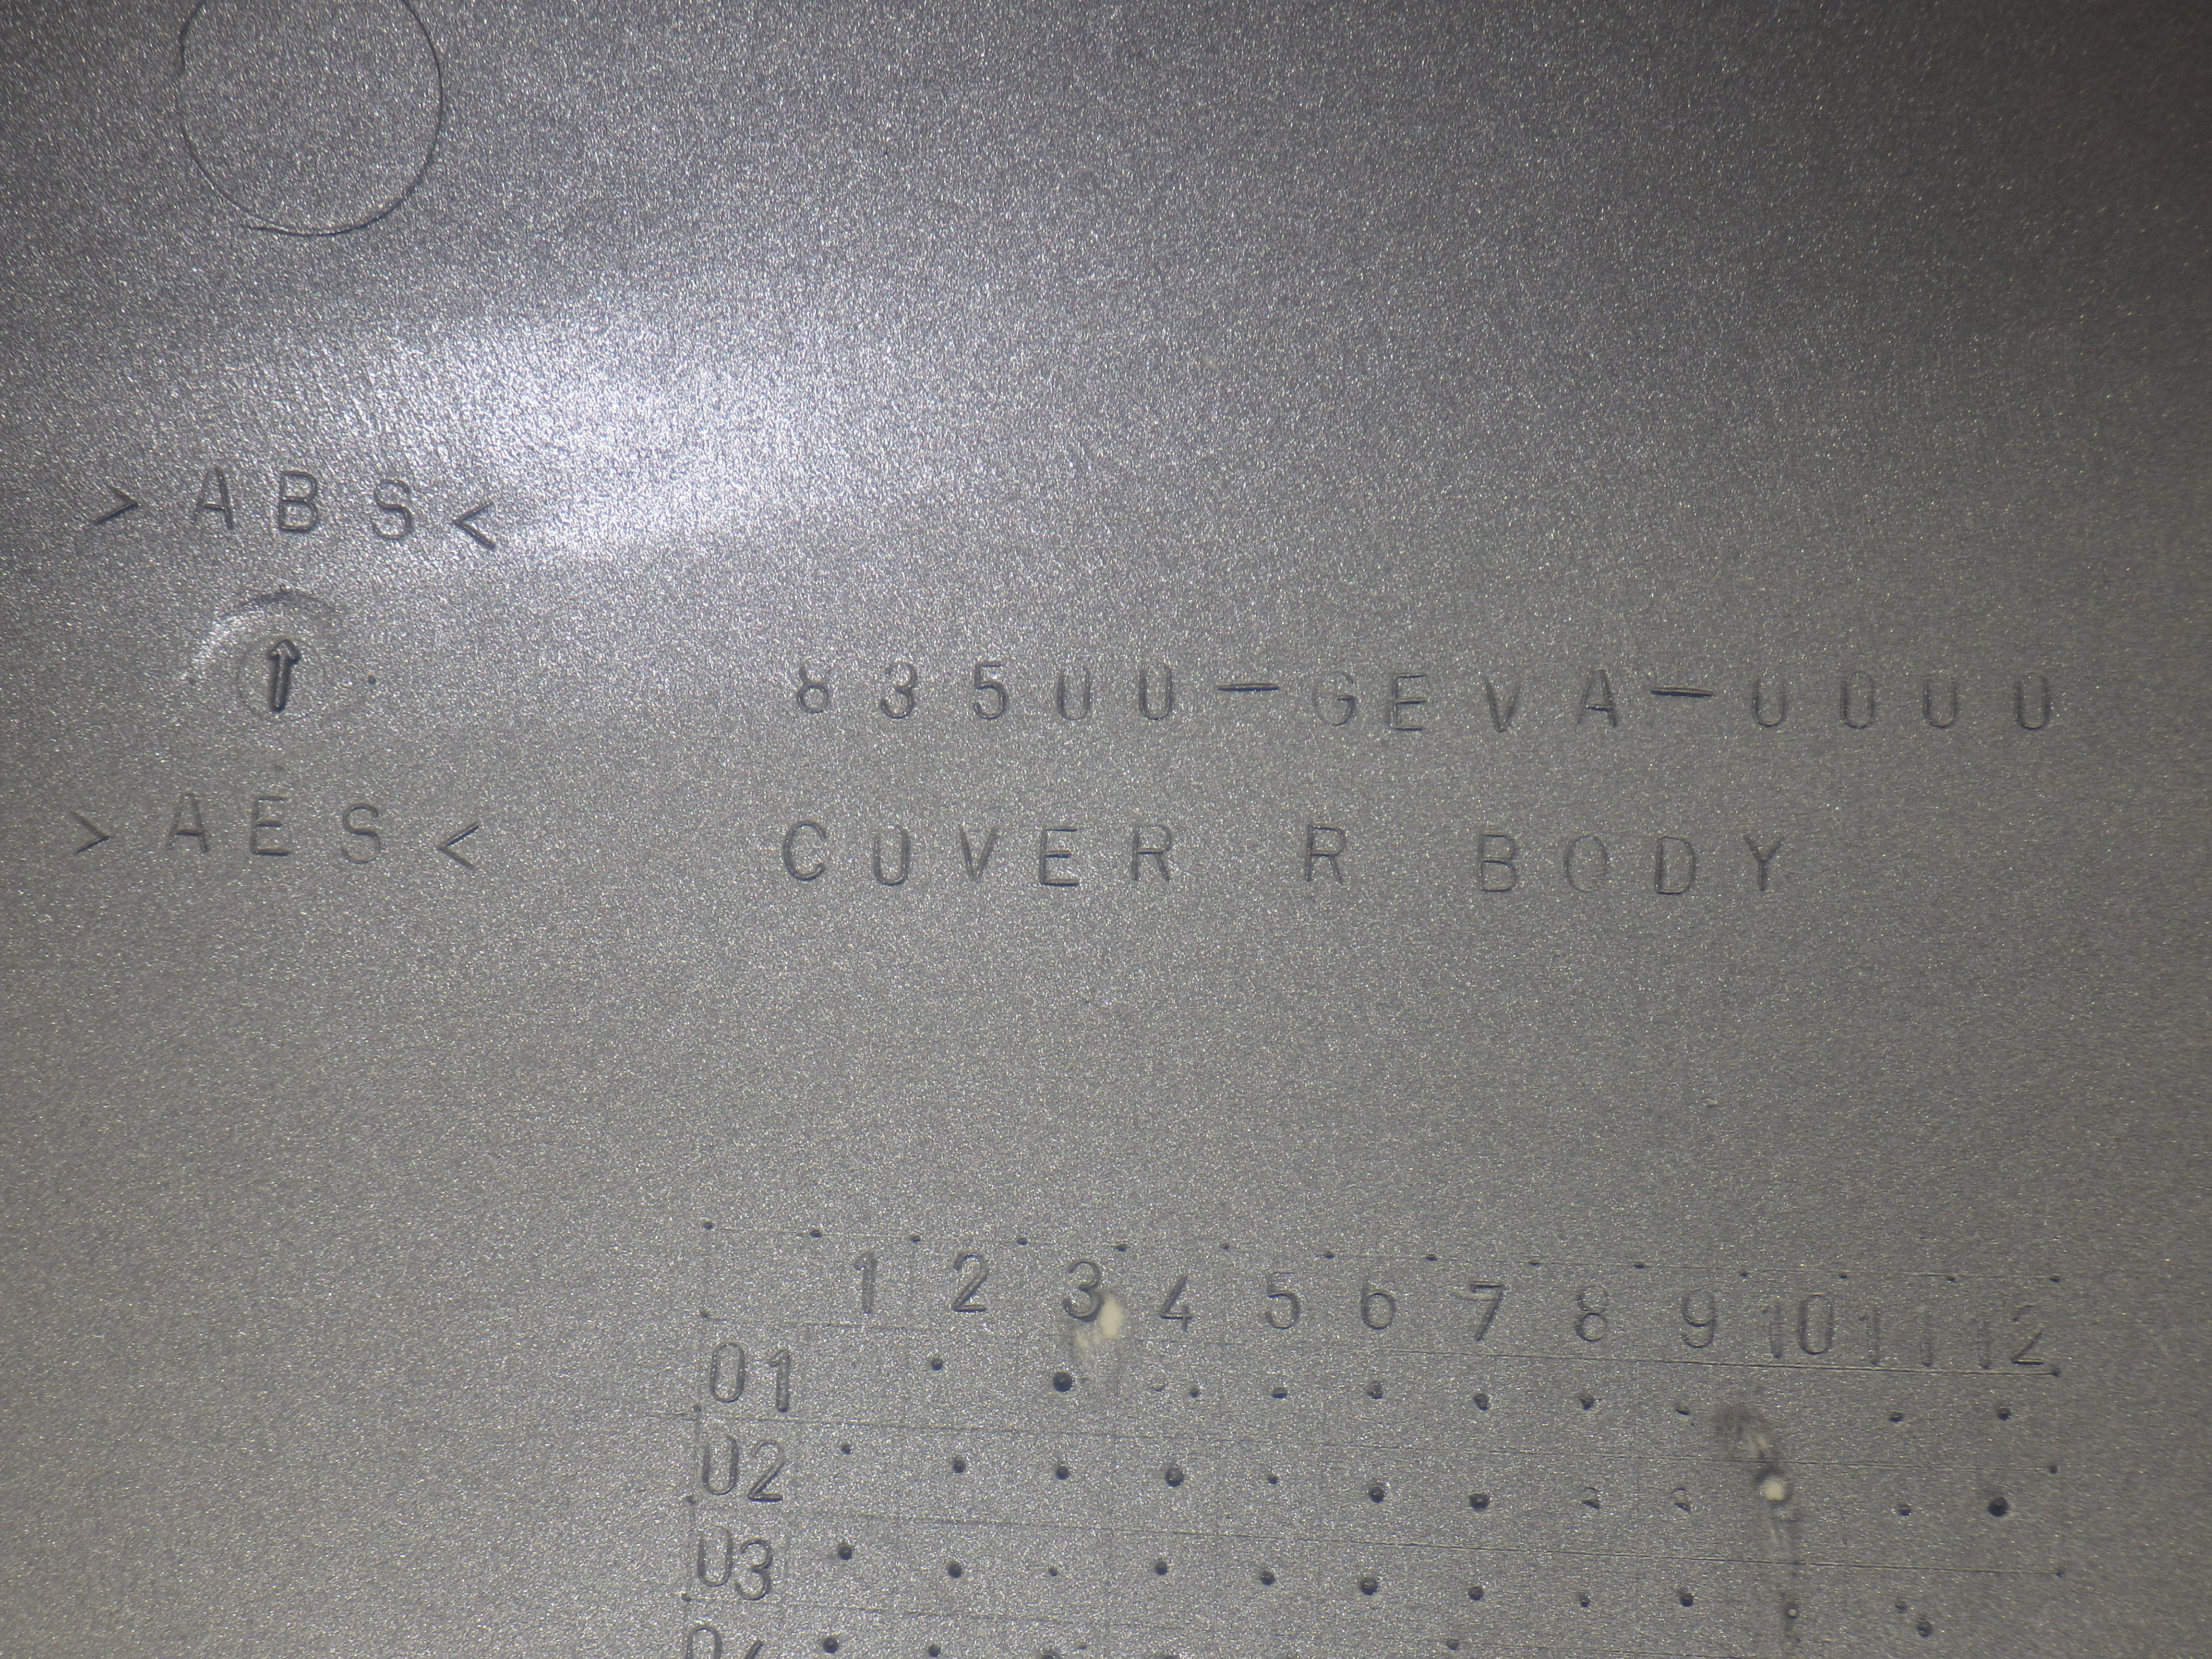 >ABS<
83500-GEVA-0000
>AES<
COVER R BODY
1 2 3 4 5 6 7 8 9 10 11 12
01
02
03
04